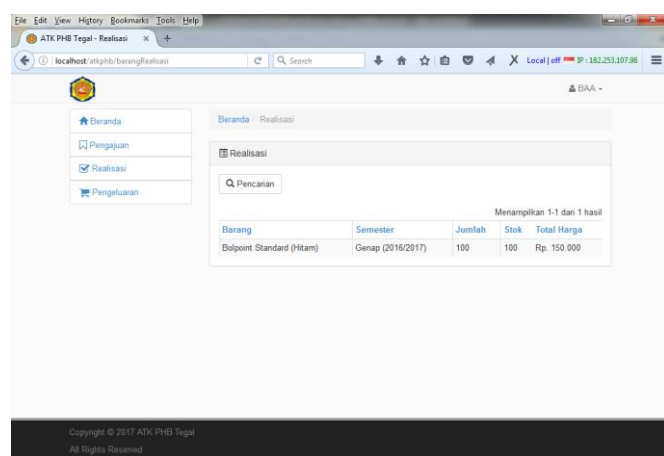 File Edit View History Bookmarks Tools Help
ATK PHB Tegal - Realisasi × +
localhost/atkphb/barangRealisasi Search Local | off IP : 182.253.107.98
BAA
Beranda
Pengajuan
Realisasi
Pengeluaran
Beranda / Realisasi
Realisasi
Pencarian
Menampilkan 1-1 dari 1 hasil
Barang Semester Jumlah Stok Total Harga
Bolpoint Standard (Hitam) Genap (2016/2017) 100 100 Rp. 150.000
Copyright © 2017 ATK PHB Tegal
All Rights Reserved